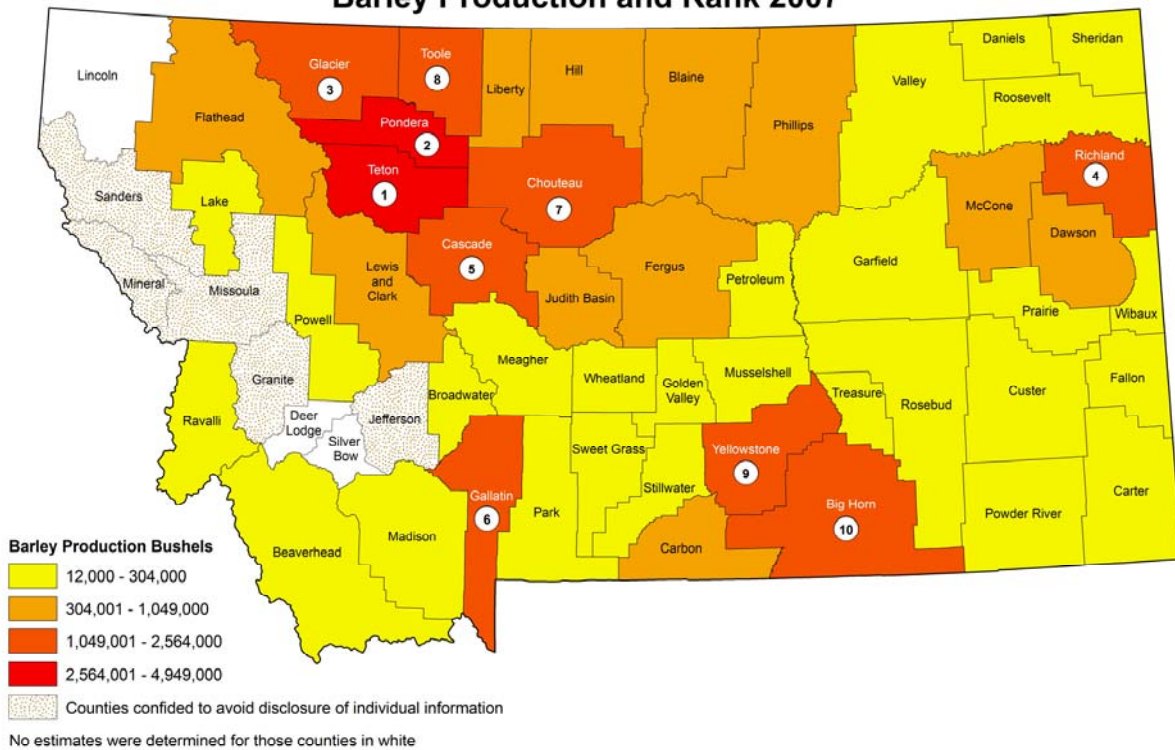 Barley Production and Rank 2007
Lincoln
Flathead
Glacier
3
Toole
8
Liberty
Hill
Blaine
Phillips
Valley
Daniels
Sheridan
Roosevelt
Pondera
2
Teton
1
Chouteau
7
Richland
4
Sanders
Lake
McCone
Dawson
Cascade
5
Lewis
and
Clark
Judith Basin
Fergus
Petroleum
Garfield
Mineral
Missoula
Powell
Prairie
Wibaux
Meagher
Wheatland
Golden
Valley
Musselshell
Treasure
Rosebud
Custer
Fallon
Granite
Broadwater
Ravalli
Deer
Lodge
Jefferson
Silver
Bow
Sweet Grass
Yellowstone
9
Stillwater
Gallatin
6
Park
Big Horn
10
Powder River
Carter
Madison
Beaverhead
Carbon
Barley Production Bushels
12,000 - 304,000
304,001 - 1,049,000
1,049,001 - 2,564,000
2,564,001 - 4,949,000
Counties confided to avoid disclosure of individual information
No estimates were determined for those counties in white